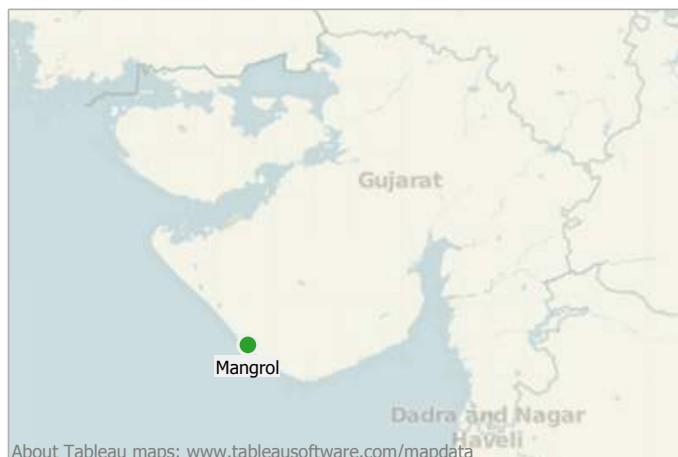 Gujarat
Mangrol
Dadra and Nagar
Haveli
About Tableau maps: www.tableausoftware.com/mapdata